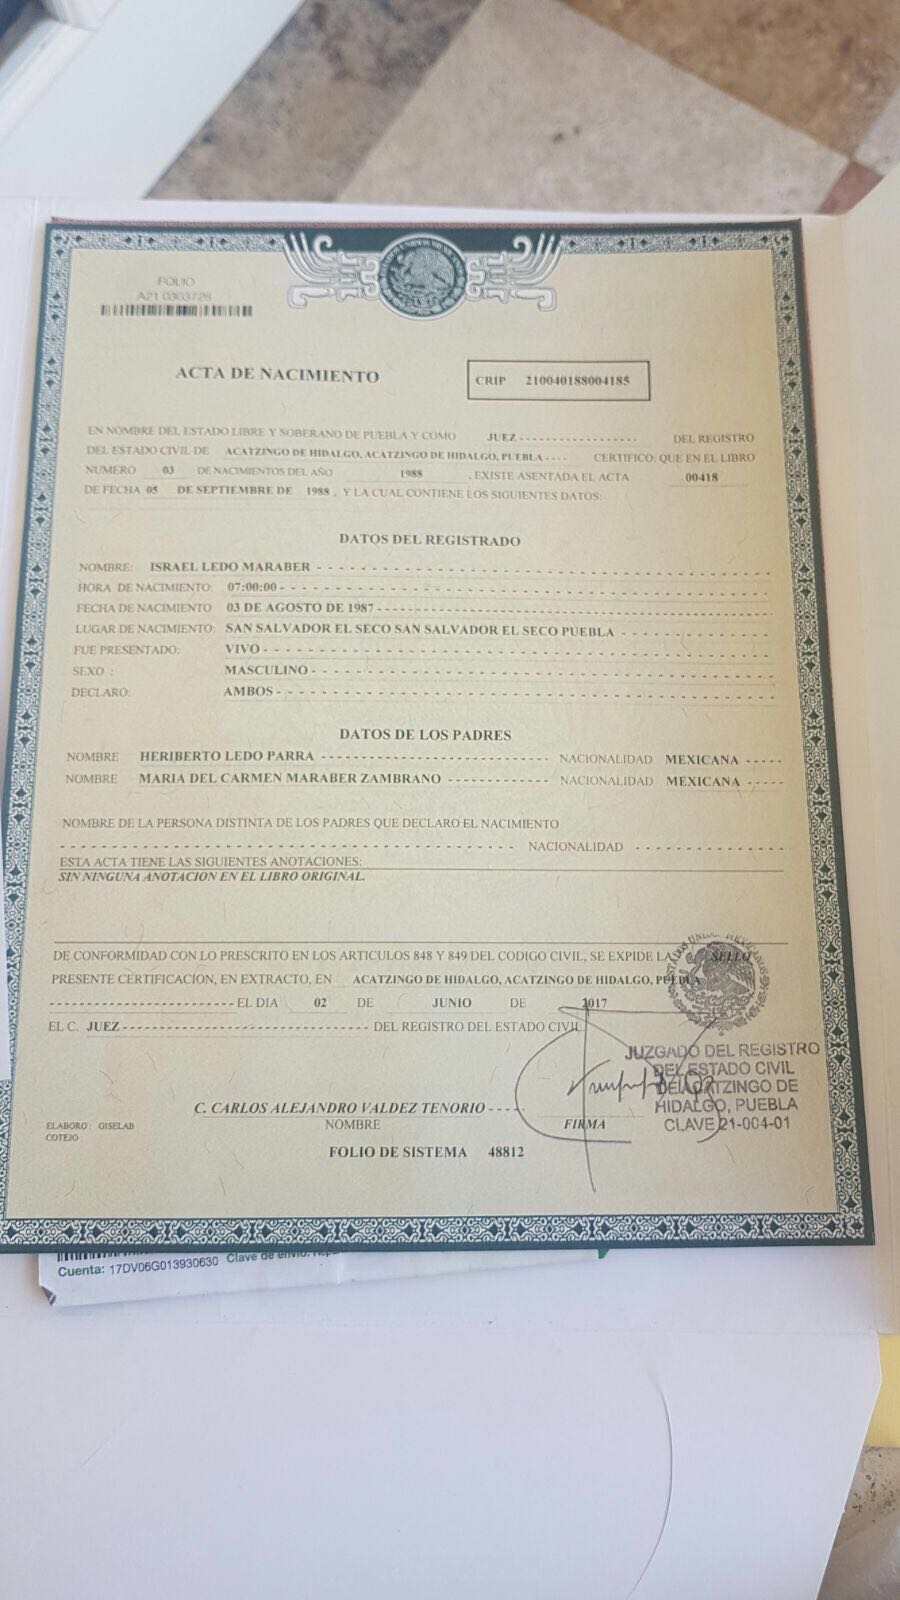 FOLIO
A21 0303728
ACTA DE NACIMIENTO
CRIP 210040188004185
EN NOMBRE DEL ESTADO LIBRE Y SOBERANO DE PUEBLA Y COMO JUEZ DEL REGISTRO
DEL ESTADO CIVIL DE ACATZINGO DE HIDALGO, ACATZINGO DE HIDALGO, PUEBLA CERTIFICO: QUE EN EL LIBRO
NUMERO 03 DE NACIMIENTOS DEL AÑO 1988 , EXISTE ASENTADA EL ACTA 00418
DE FECHA 05 DE SEPTIEMBRE DE 1988 , Y LA CUAL CONTIENE LOS SIGUIENTES DATOS:
DATOS DEL REGISTRADO
NOMBRE: ISRAEL LEDO MARABER
HORA DE NACIMIENTO: 07:00:00
FECHA DE NACIMIENTO 03 DE AGOSTO DE 1987
LUGAR DE NACIMIENTO: SAN SALVADOR EL SECO SAN SALVADOR EL SECO PUEBLA
FUE PRESENTADO: VIVO
SEXO : MASCULINO
DECLARO: AMBOS
DATOS DE LOS PADRES
NOMBRE HERIBERTO LEDO PARRA NACIONALIDAD MEXICANA
NOMBRE MARIA DEL CARMEN MARABER ZAMBRANO NACIONALIDAD MEXICANA
NOMBRE DE LA PERSONA DISTINTA DE LOS PADRES QUE DECLARO EL NACIMIENTO
NACIONALIDAD
ESTA ACTA TIENE LAS SIGUIENTES ANOTACIONES:
SIN NINGUNA ANOTACION EN EL LIBRO ORIGINAL.
DE CONFORMIDAD CON LO PRESCRITO EN LOS ARTICULOS 848 Y 849 DEL CODIGO CIVIL, SE EXPIDE LA SELLO
PRESENTE CERTIFICACION, EN EXTRACTO, EN ACATZINGO DE HIDALGO, ACATZINGO DE HIDALGO, PUEBLA
EL DIA 02 DE JUNIO DE 2017
EL C. JUEZ DEL REGISTRO DEL ESTADO CIVIL
JUZGADO DEL REGISTRO
DEL ESTADO CIVIL
DE ACATZINGO DE
HIDALGO, PUEBLA
CLAVE 21-004-01
C. CARLOS ALEJANDRO VALDEZ TENORIO
NOMBRE FIRMA
ELABORO : GISELAB
COTEJO
FOLIO DE SISTEMA 48812
Cuenta: 17DV06G013930630 Clave de envío: